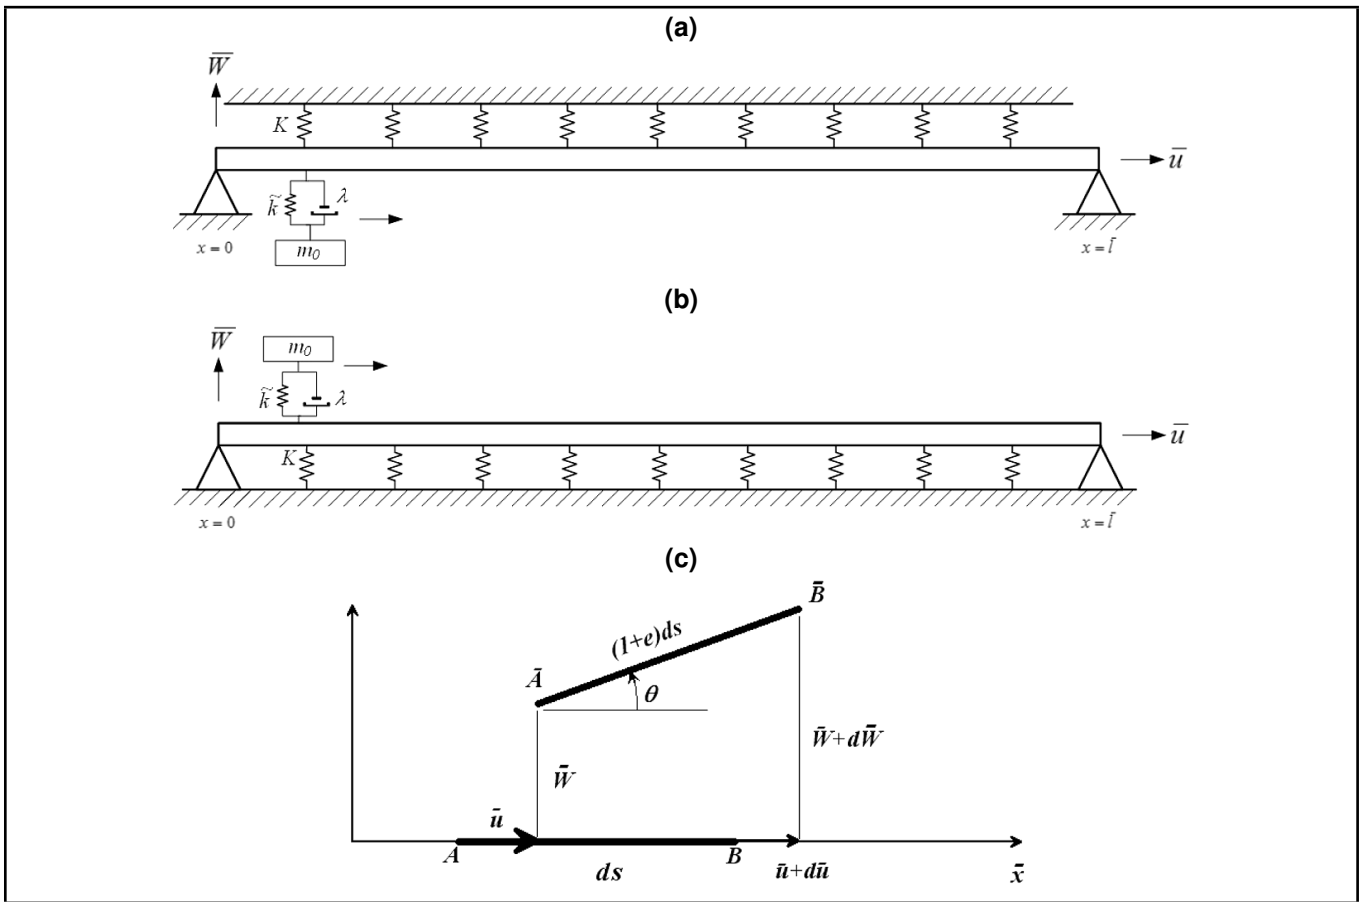 (a)
W̅
K
u̅
k̃ λ
x = 0
x = l̄
m₀
(b)
W̅
m₀
k̃ λ
u̅
K
x = 0
x = l̄
(c)
B̄
(1+e)ds
Ā
θ
W̄+dW̄
W̄
ū
A
B
ds
ū+dū
x̄